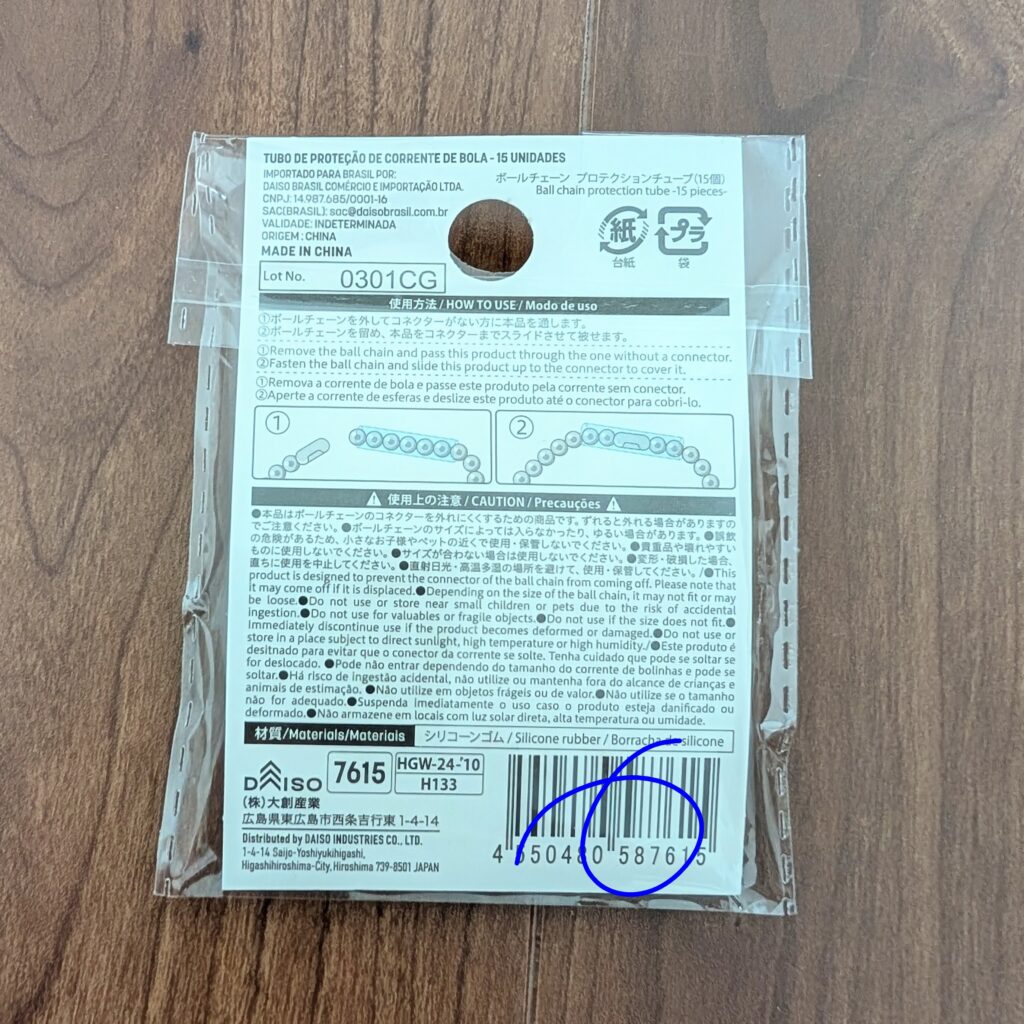 TUBO DE PROTEÇÃO DE CORRENTE DE BOLA - 15 UNIDADES
IMPORTADO PARA BRASIL POR:
DAISO BRASIL COMÉRCIO E IMPORTAÇÃO LTDA.
CNPJ: 14.987.685/0001-16
SAC(BRASIL): sac@daisobrasil.com.br
VALIDADE: INDETERMINADA
ORIGEM : CHINA
MADE IN CHINA
Lot No. 0301CG
ボールチェーン プロテクションチューブ(15個)
Ball chain protection tube -15 pieces-
紙 プラ
台紙 袋
使用方法 / HOW TO USE / Modo de uso
①ボールチェーンを外してコネクターがない方に本品を通します。
②ボールチェーンを留め、本品をコネクターまでスライドさせて被せます。
①Remove the ball chain and pass this product through the one without a connector.
②Fasten the ball chain and slide this product up to the connector to cover it.
①Remova a corrente de bola e passe este produto pela corrente sem conector.
②Aperte a corrente de esferas e deslize este produto até o conector para cobri-lo.
① ②
使用上の注意 / CAUTION / Precauções
●本品はボールチェーンのコネクターを外れにくくするための商品です。ずれると外れる場合がありますの
でご注意ください。●ボールチェーンのサイズによっては入らなかったり、ゆるい場合があります。●誤飲
の危険があるため、小さなお子様やペットの近くで使用・保管しないでください。●貴重品や壊れやすい
ものに使用しないでください。●サイズが合わない場合は使用しないでください。●変形・破損した場合、
直ちに使用を中止してください。●直射日光・高温多湿の場所を避けて、使用・保管してください。/●This
product is designed to prevent the connector of the ball chain from coming off. Please note that
it may come off if it is displaced.●Depending on the size of the ball chain, it may not fit or may
be loose.●Do not use or store near small children or pets due to the risk of accidental
ingestion.●Do not use for valuables or fragile objects.●Do not use if the size does not fit.●
Immediately discontinue use if the product becomes deformed or damaged.●Do not use or
store in a place subject to direct sunlight, high temperature or high humidity./●Este produto é
desitnado para evitar que o conector da corrente se solte. Tenha cuidado que pode se soltar se
for deslocado. ●Pode não entrar dependendo do tamanho do corrente de bolinhas e pode se
soltar.●Há risco de ingestão acidental, não utilize ou mantenha fora do alcance de crianças e
animais de estimação. ●Não utilize em objetos frágeis ou de valor.●Não utilize se o tamanho
não for adequado.●Suspenda imediatamente o uso caso o produto esteja danificado ou
deformado.●Não armazene em locais com luz solar direta, alta temperatura ou umidade.
材質/Materials/Materiais シリコーンゴム / Silicone rubber / Borracha de silicone
DAISO 7615 HGW-24-'10
H133
(株)大創産業
広島県東広島市西条吉行東 1-4-14
Distributed by DAISO INDUSTRIES CO., LTD.
1-4-14 Saijo-Yoshiyukihigashi,
Higashihiroshima-City, Hiroshima 739-8501 JAPAN
4 550480 587615